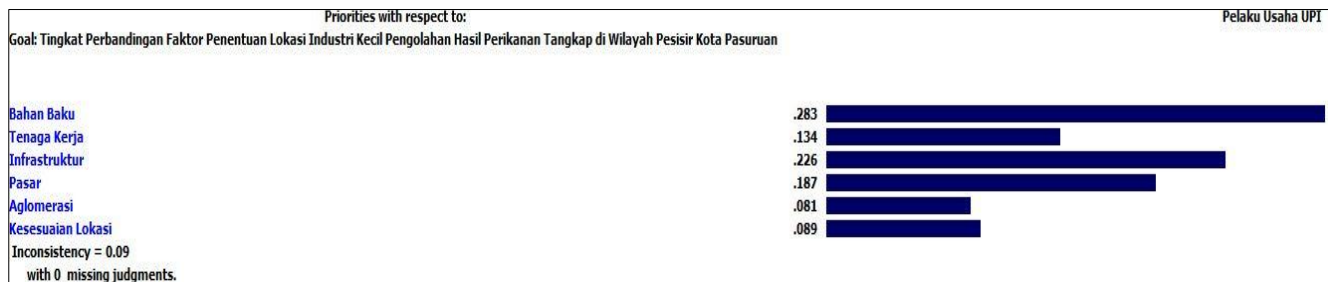 Priorities with respect to: Pelaku Usaha UPI
Goal: Tingkat Perbandingan Faktor Penentuan Lokasi Industri Kecil Pengolahan Hasil Perikanan Tangkap di Wilayah Pesisir Kota Pasuruan
Bahan Baku .283
Tenaga Kerja .134
Infrastruktur .226
Pasar .187
Aglomerasi .081
Kesesuaian Lokasi .089
Inconsistency = 0.09
with 0 missing judgments.